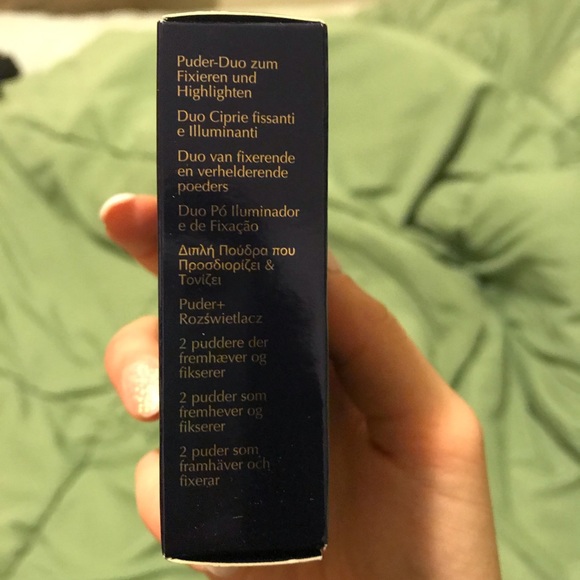 Puder-Duo zum
Fixieren und
Highlighten
Duo Ciprie fissanti
e Illuminanti
Duo van fixerende
en verhelderende
poeders
Duo Pó Iluminador
e de Fixação
Διπλή Πούδρα που
Προσδιορίζει &
Τονίζει
Puder+
Rozświetlacz
2 puddere der
fremhæver og
fikserer
2 pudder som
fremhever og
fikserer
2 puder som
framhäver och
fixerar